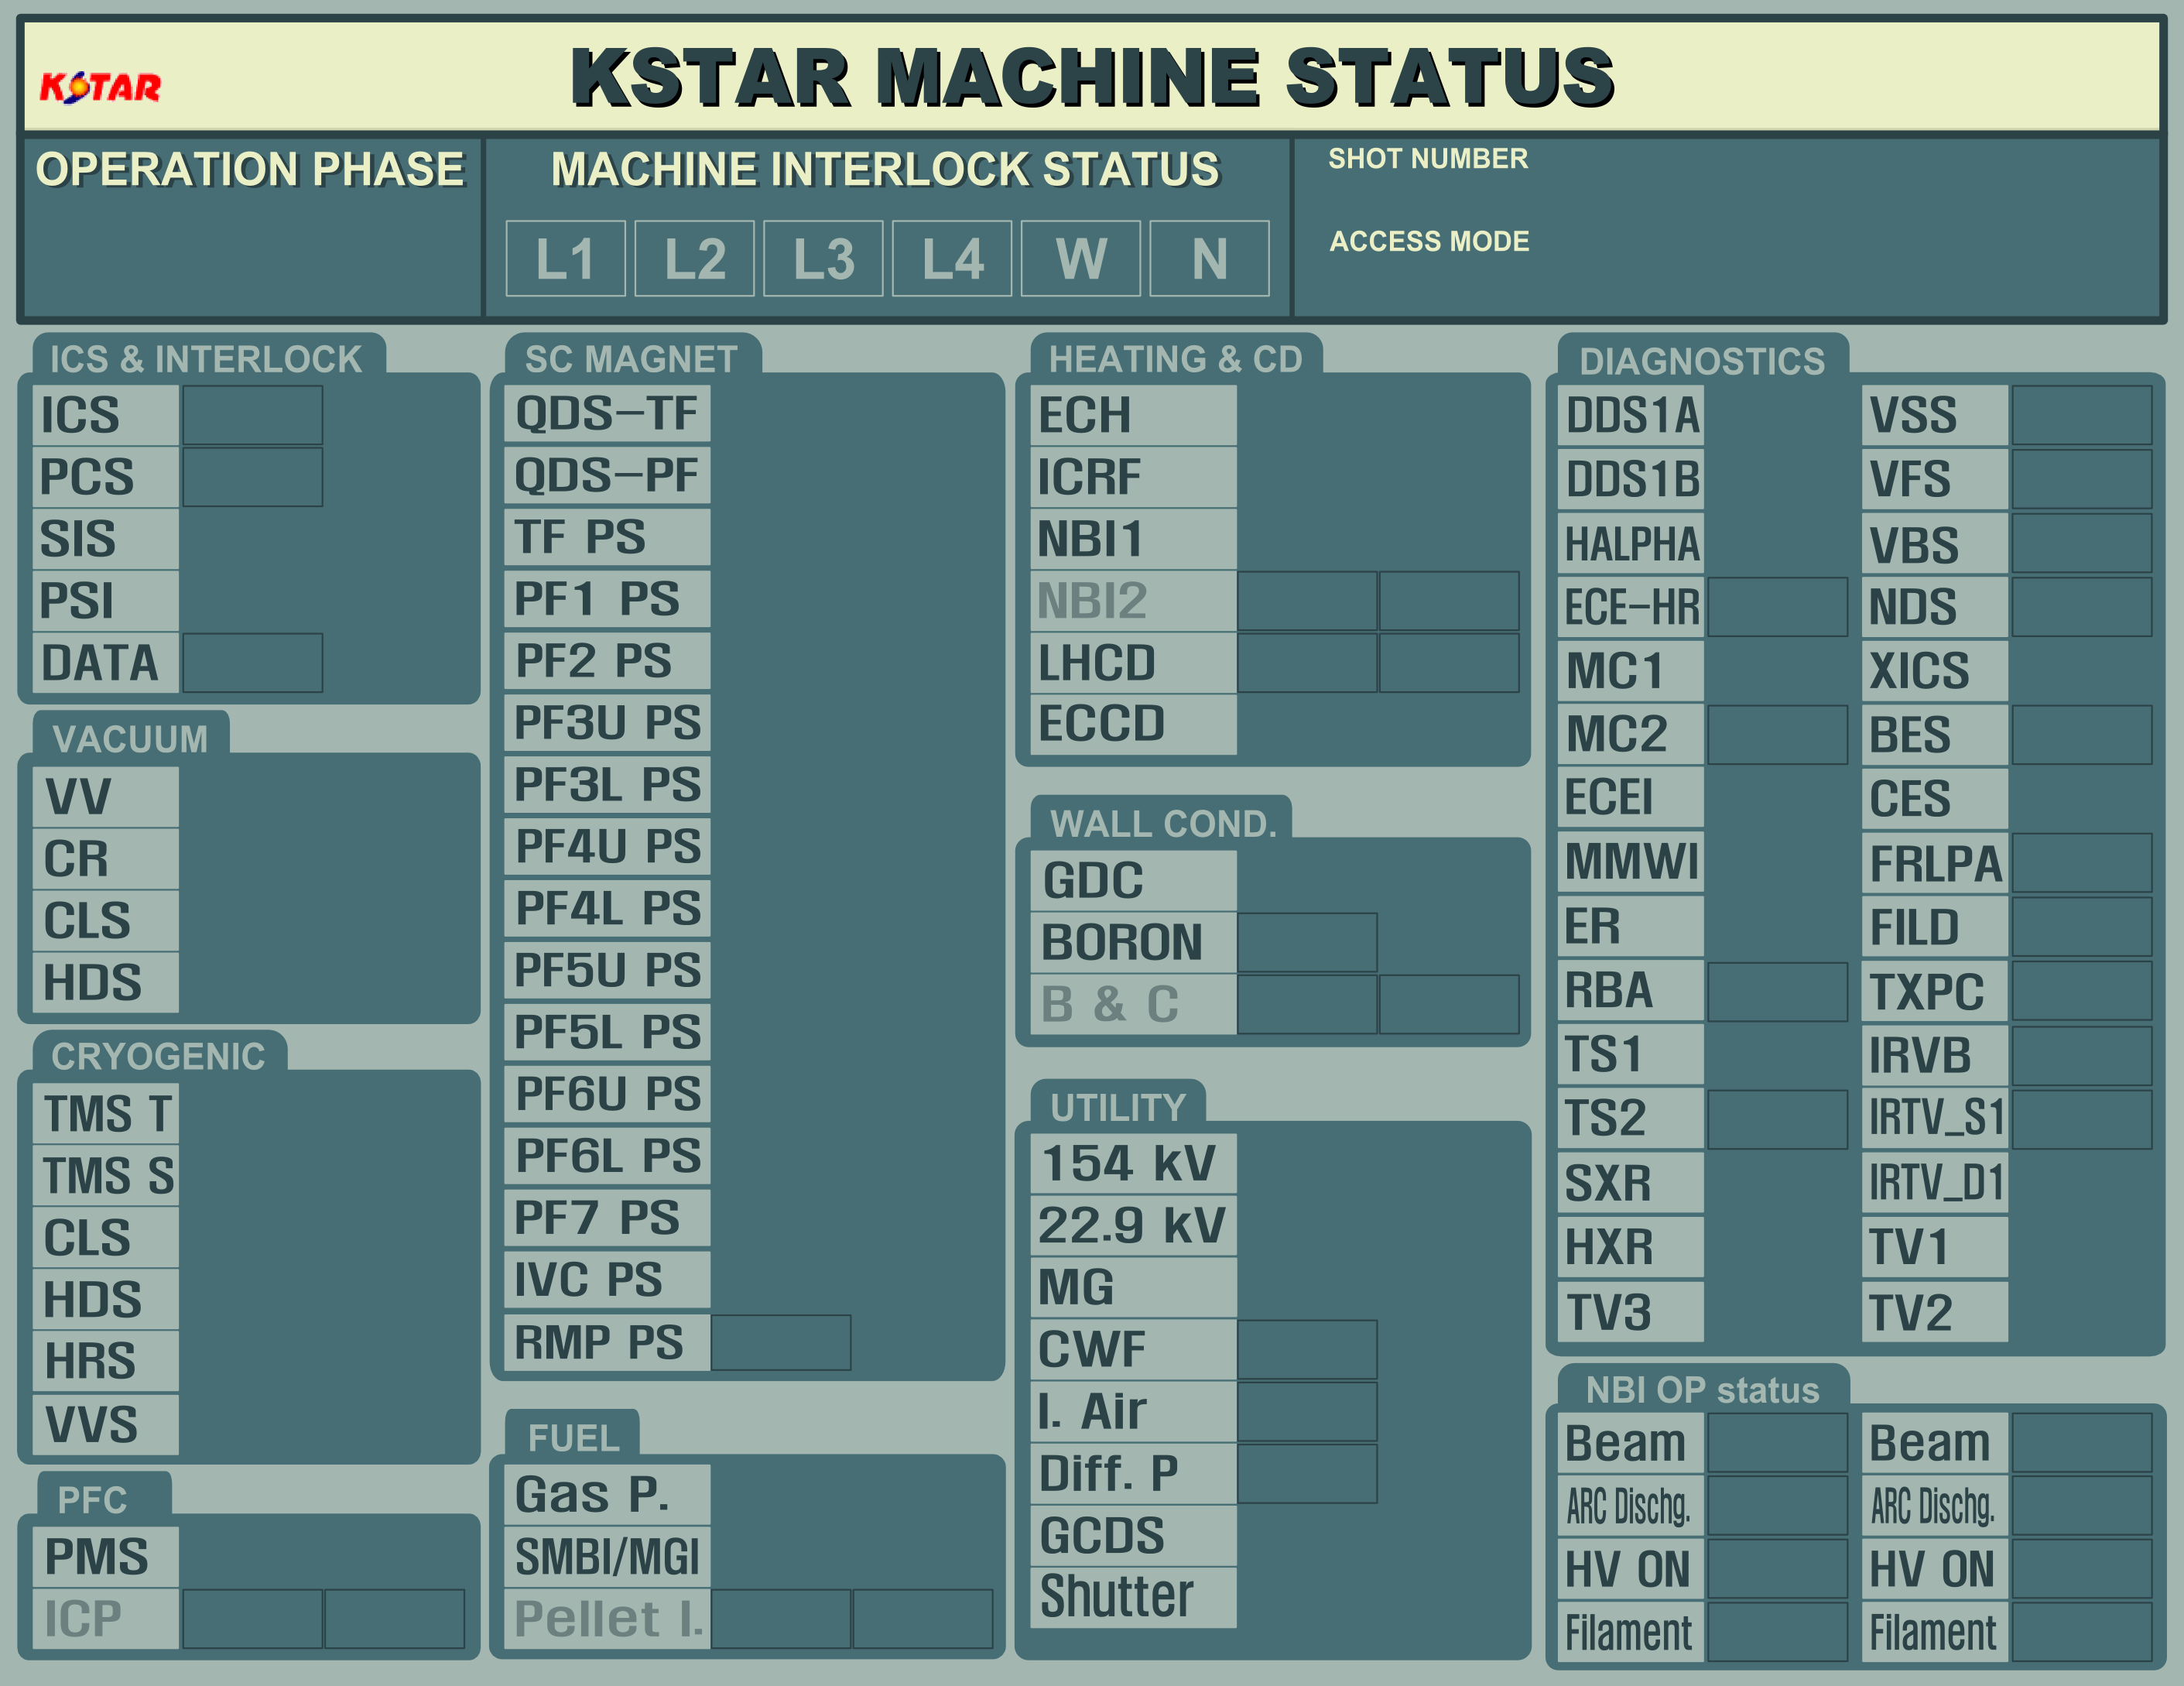 KSTAR
KSTAR MACHINE STATUS
OPERATION PHASE
MACHINE INTERLOCK STATUS
L1 L2 L3 L4 W N
SHOT NUMBER
ACCESS MODE
ICS & INTERLOCK
ICS
PCS
SIS
PSI
DATA
VACUUM
VV
CR
CLS
HDS
CRYOGENIC
TMS T
TMS S
CLS
HDS
HRS
VVS
PFC
PMS
ICP
SC MAGNET
QDS-TF
QDS-PF
TF PS
PF1 PS
PF2 PS
PF3U PS
PF3L PS
PF4U PS
PF4L PS
PF5U PS
PF5L PS
PF6U PS
PF6L PS
PF7 PS
IVC PS
RMP PS
FUEL
Gas P.
SMBI/MGI
Pellet I.
HEATING & CD
ECH
ICRF
NBI1
NBI2
LHCD
ECCD
WALL COND.
GDC
BORON
B & C
UTILITY
154 kV
22.9 kV
MG
CWF
I. Air
Diff. P
GCDS
Shutter
DIAGNOSTICS
DDS1A VSS
DDS1B VFS
HALPHA VBS
ECE-HR NDS
MC1 XICS
MC2 BES
ECEI CES
MMWI FRLPA
ER FILD
RBA TXPC
TS1 IRVB
TS2 IRTV_S1
SXR IRTV_D1
HXR TV1
TV3 TV2
NBI OP status
Beam Beam
ARC Dischg. ARC Dischg.
HV ON HV ON
Filament Filament